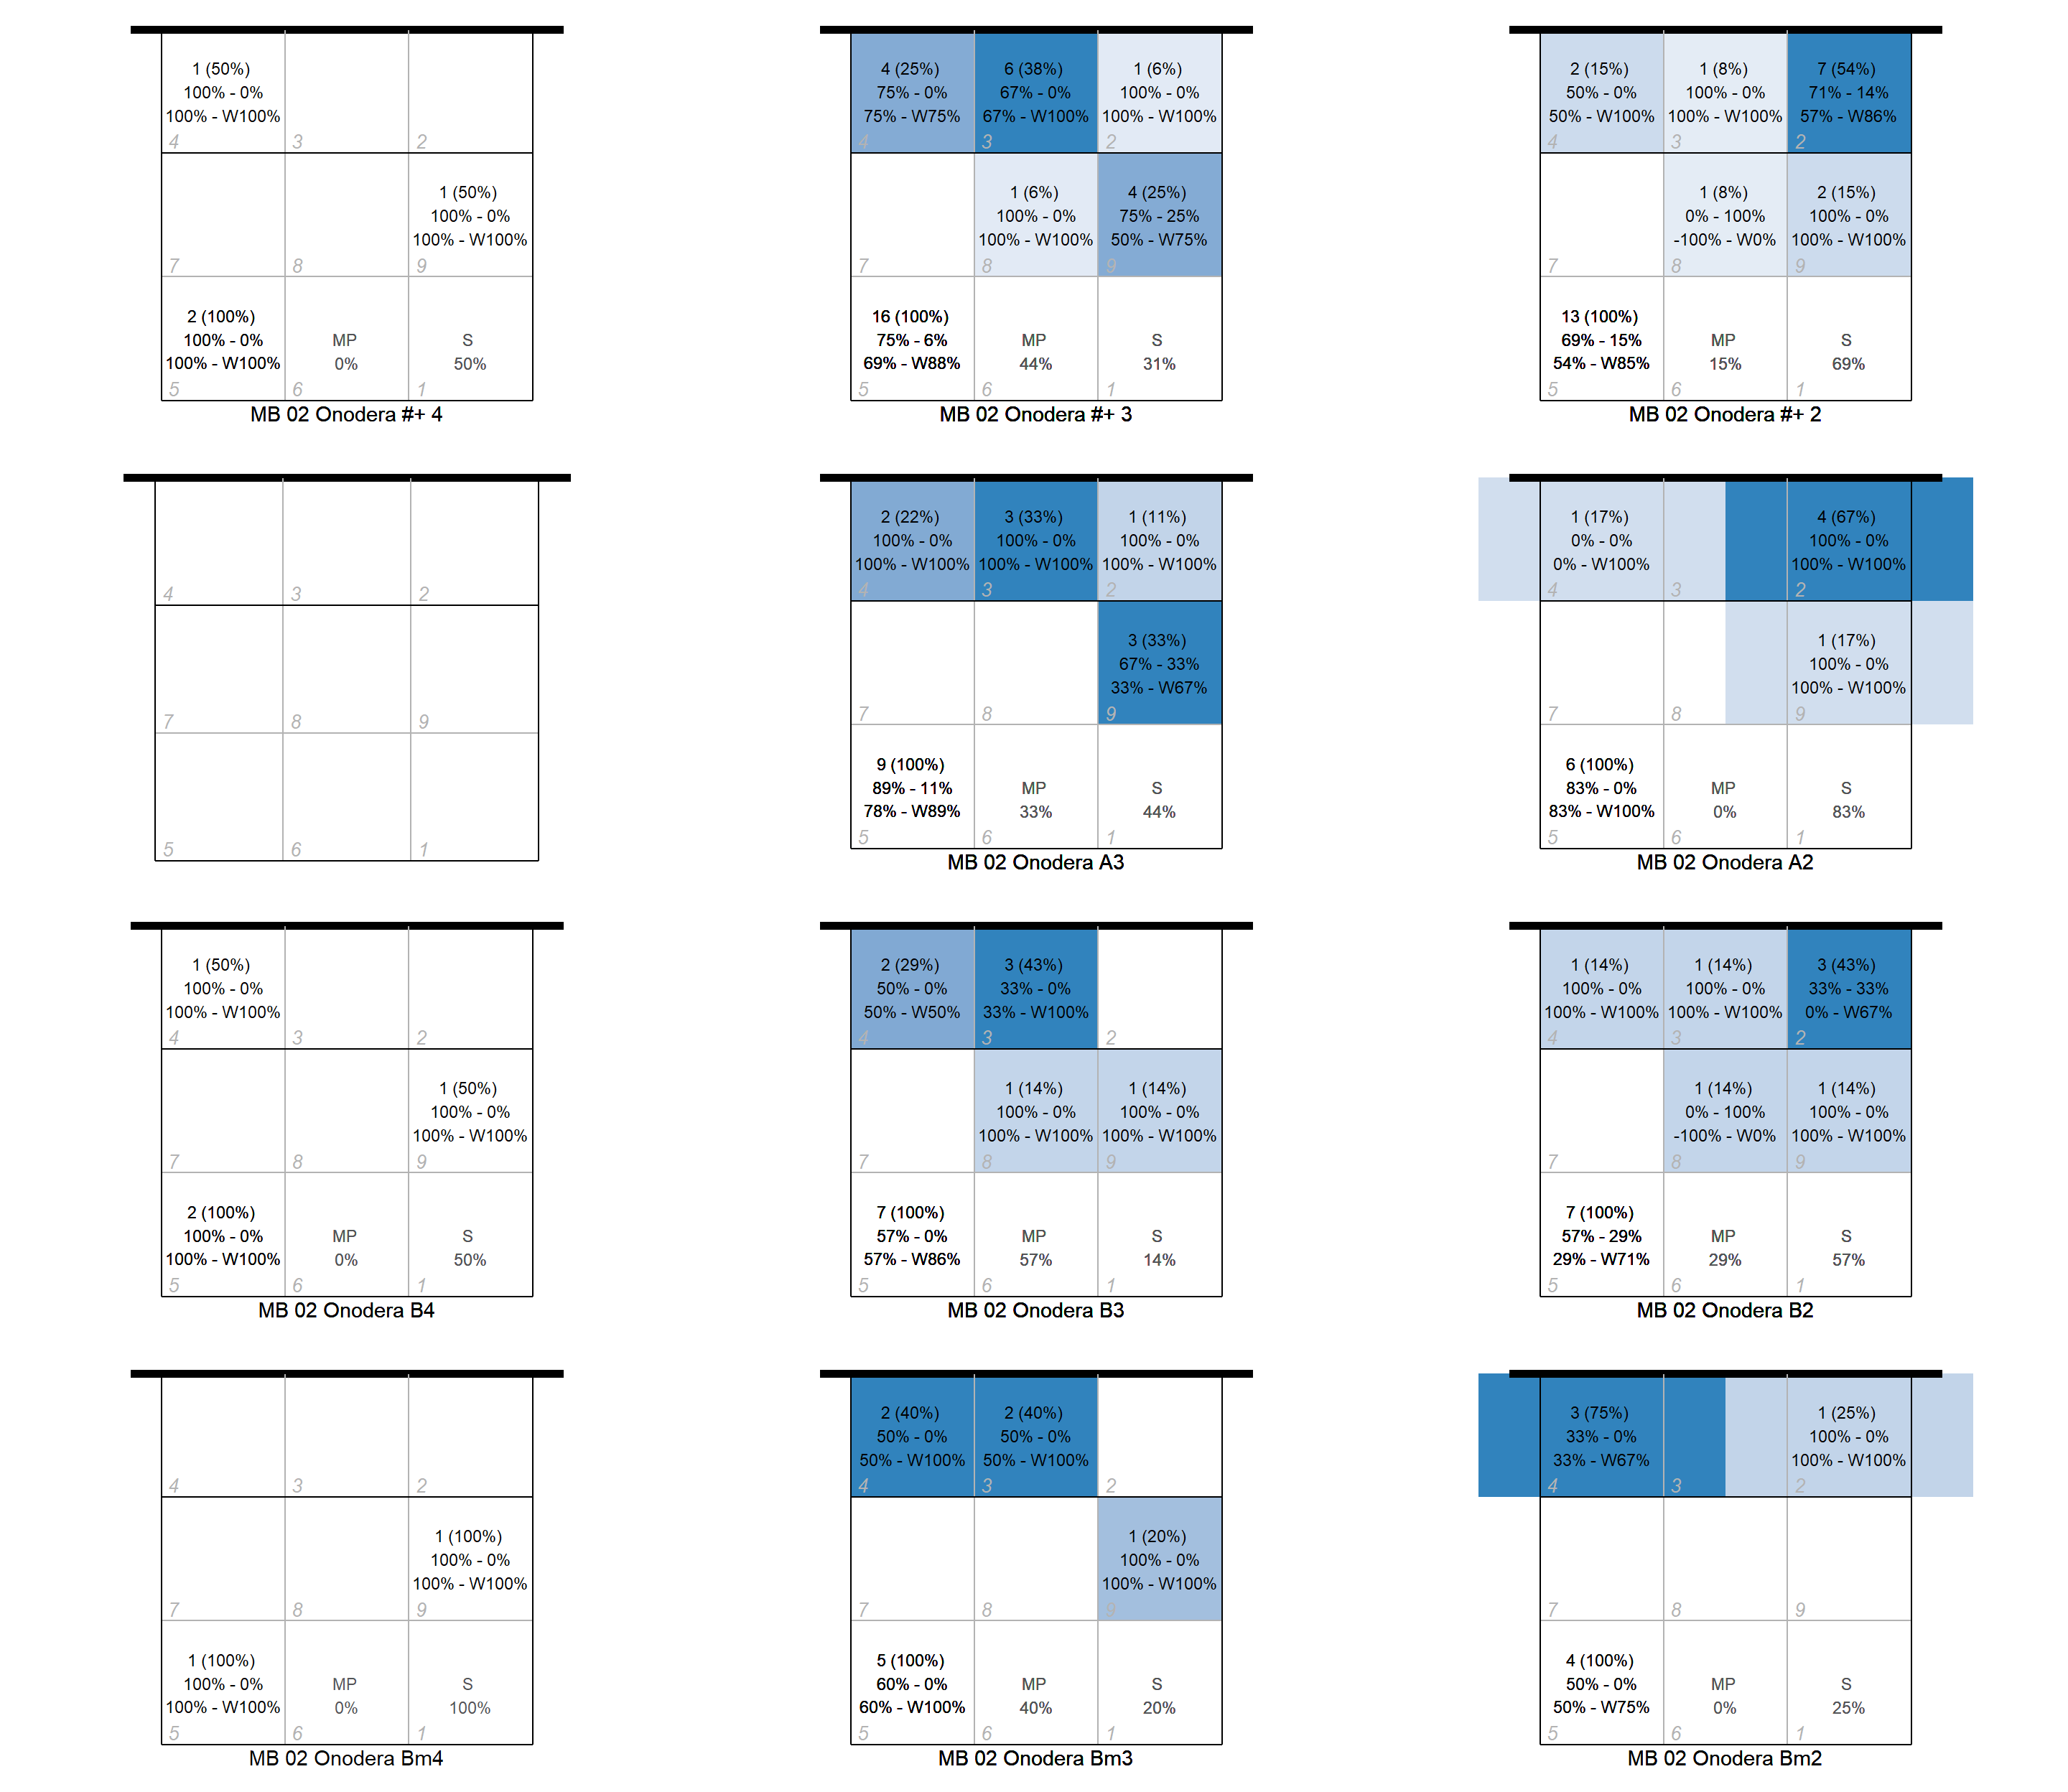 1 (50%)
100% - 0%
100% - W100%
4
3
2
1 (50%)
100% - 0%
100% - W100%
7
8
9
2 (100%)
100% - 0%
100% - W100%
MP
0%
S
50%
5
6
1
MB 02 Onodera #+ 4
4 (25%)
75% - 0%
75% - W75%
4
6 (38%)
67% - 0%
67% - W100%
3
1 (6%)
100% - 0%
100% - W100%
2
7
1 (6%)
100% - 0%
100% - W100%
8
4 (25%)
75% - 25%
50% - W75%
9
16 (100%)
75% - 6%
69% - W88%
MP
44%
S
31%
5
6
1
MB 02 Onodera #+ 3
2 (15%)
50% - 0%
50% - W100%
4
1 (8%)
100% - 0%
100% - W100%
3
7 (54%)
71% - 14%
57% - W86%
2
7
1 (8%)
0% - 100%
-100% - W0%
8
2 (15%)
100% - 0%
100% - W100%
9
13 (100%)
69% - 15%
54% - W85%
MP
15%
S
69%
5
6
1
MB 02 Onodera #+ 2
4
3
2
7
8
9
5
6
1
2 (22%)
100% - 0%
100% - W100%
4
3 (33%)
100% - 0%
100% - W100%
3
1 (11%)
100% - 0%
100% - W100%
2
7
8
3 (33%)
67% - 33%
33% - W67%
9
9 (100%)
89% - 11%
78% - W89%
MP
33%
S
44%
5
6
1
MB 02 Onodera A3
1 (17%)
0% - 0%
0% - W100%
4
3
4 (67%)
100% - 0%
100% - W100%
2
7
8
1 (17%)
100% - 0%
100% - W100%
9
6 (100%)
83% - 0%
83% - W100%
MP
0%
S
83%
5
6
1
MB 02 Onodera A2
1 (50%)
100% - 0%
100% - W100%
4
3
2
7
8
1 (50%)
100% - 0%
100% - W100%
9
2 (100%)
100% - 0%
100% - W100%
MP
0%
S
50%
5
6
1
MB 02 Onodera B4
2 (29%)
50% - 0%
50% - W50%
4
3 (43%)
33% - 0%
33% - W100%
3
2
7
1 (14%)
100% - 0%
100% - W100%
8
1 (14%)
100% - 0%
100% - W100%
9
7 (100%)
57% - 0%
57% - W86%
MP
57%
S
14%
5
6
1
MB 02 Onodera B3
1 (14%)
100% - 0%
100% - W100%
4
1 (14%)
100% - 0%
100% - W100%
3
3 (43%)
33% - 33%
0% - W67%
2
7
1 (14%)
0% - 100%
-100% - W0%
8
1 (14%)
100% - 0%
100% - W100%
9
7 (100%)
57% - 29%
29% - W71%
MP
29%
S
57%
5
6
1
MB 02 Onodera B2
4
3
2
7
8
1 (100%)
100% - 0%
100% - W100%
9
1 (100%)
100% - 0%
100% - W100%
MP
0%
S
100%
5
6
1
MB 02 Onodera Bm4
2 (40%)
50% - 0%
50% - W100%
4
2 (40%)
50% - 0%
50% - W100%
3
2
7
8
1 (20%)
100% - 0%
100% - W100%
9
5 (100%)
60% - 0%
60% - W100%
MP
40%
S
20%
5
6
1
MB 02 Onodera Bm3
3 (75%)
33% - 0%
33% - W67%
4
3
1 (25%)
100% - 0%
100% - W100%
2
7
8
9
4 (100%)
50% - 0%
50% - W75%
MP
0%
S
25%
5
6
1
MB 02 Onodera Bm2